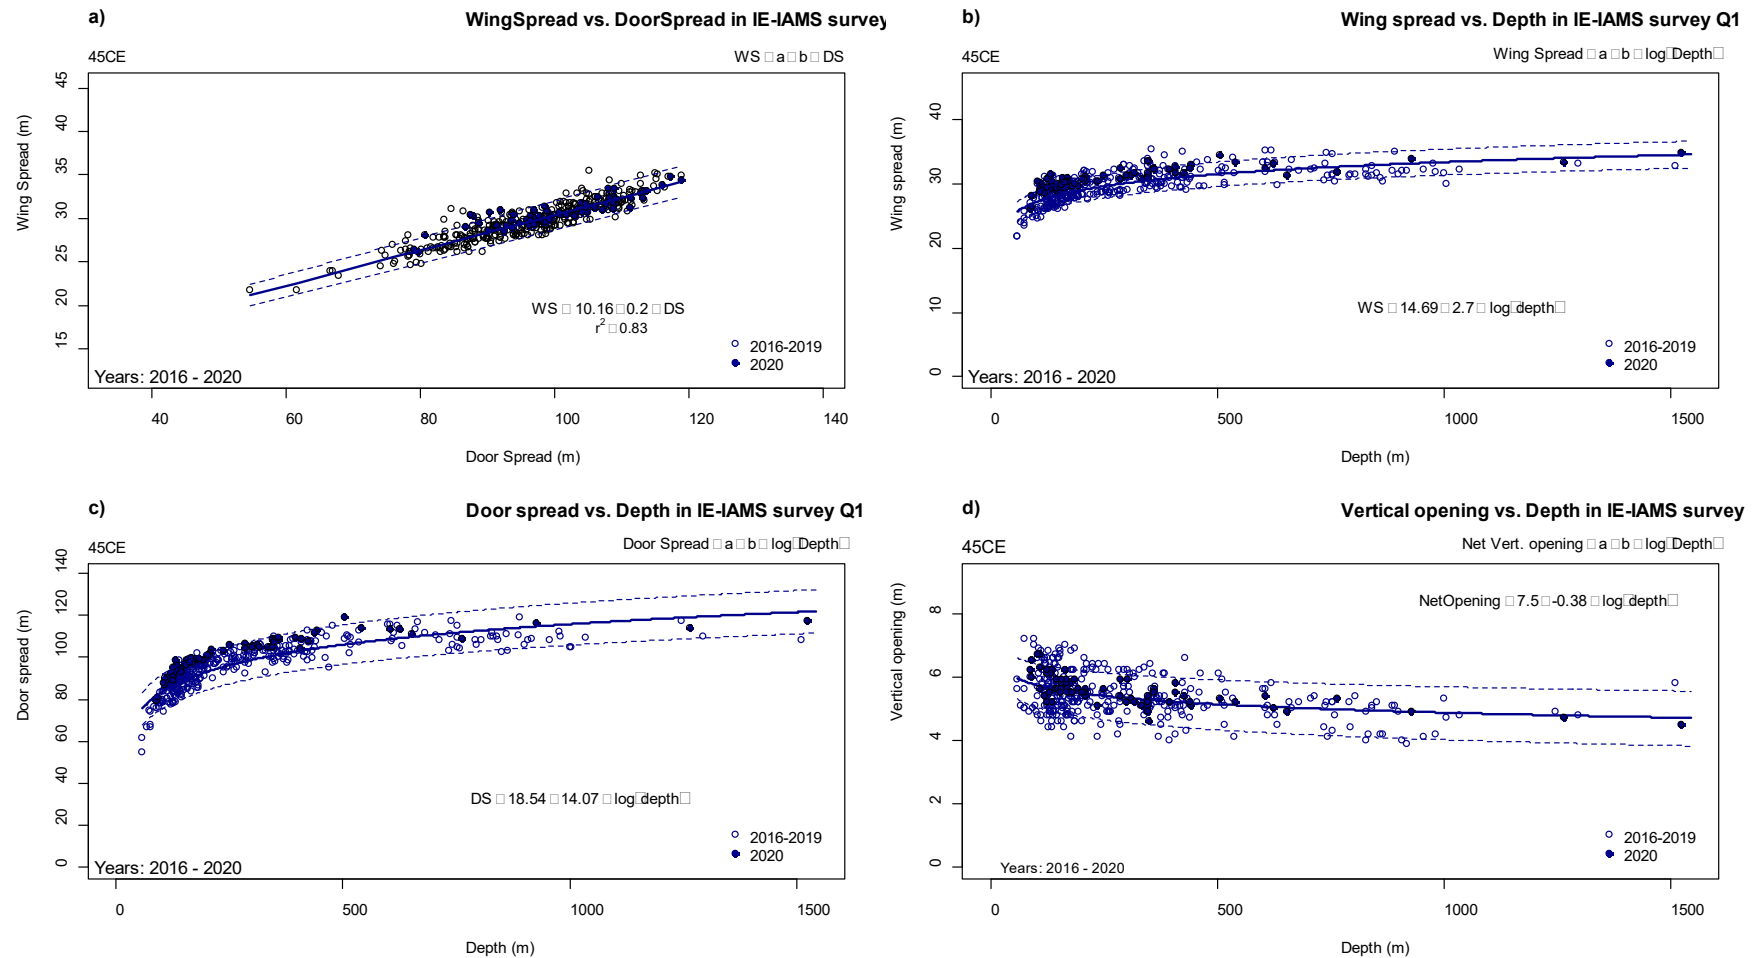 a)
WingSpread vs. DoorSpread in IE-IAMS survey
45CE
WS □ a □ b □ DS
Wing Spread (m)
45
40
35
30
25
20
15
WS □ 10.16 □ 0.2 □ DS
r2 □ 0.83
2016-2019
2020
Years: 2016 - 2020
40
60
80
100
120
140
Door Spread (m)
b)
Wing spread vs. Depth in IE-IAMS survey Q1
45CE
Wing Spread □ a □ b □ log□Depth□
Wing spread (m)
40
30
20
10
0
WS □ 14.69 □ 2.7 □ log□depth□
2016-2019
2020
Years: 2016 - 2020
0
500
1000
1500
Depth (m)
c)
Door spread vs. Depth in IE-IAMS survey Q1
45CE
Door Spread □ a □ b □ log□Depth□
Door spread (m)
140
120
100
80
60
40
20
0
DS □ 18.54 □ 14.07 □ log□depth□
2016-2019
2020
Years: 2016 - 2020
0
500
1000
1500
Depth (m)
d)
Vertical opening vs. Depth in IE-IAMS survey
45CE
Net Vert. opening □ a □ b □ log□Depth□
Vertical opening (m)
8
6
4
2
0
NetOpening □ 7.5 □ -0.38 □ log□depth□
2016-2019
2020
Years: 2016 - 2020
0
500
1000
1500
Depth (m)